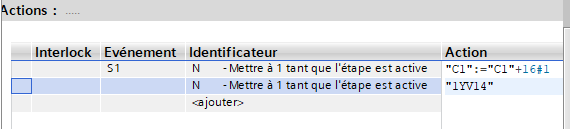 Actions : .....
Interlock Evénement Identificateur Action
S1 N - Mettre à 1 tant que l'étape est active "C1":="C1"+16#1
N - Mettre à 1 tant que l'étape est active "1YV14"
<ajouter>